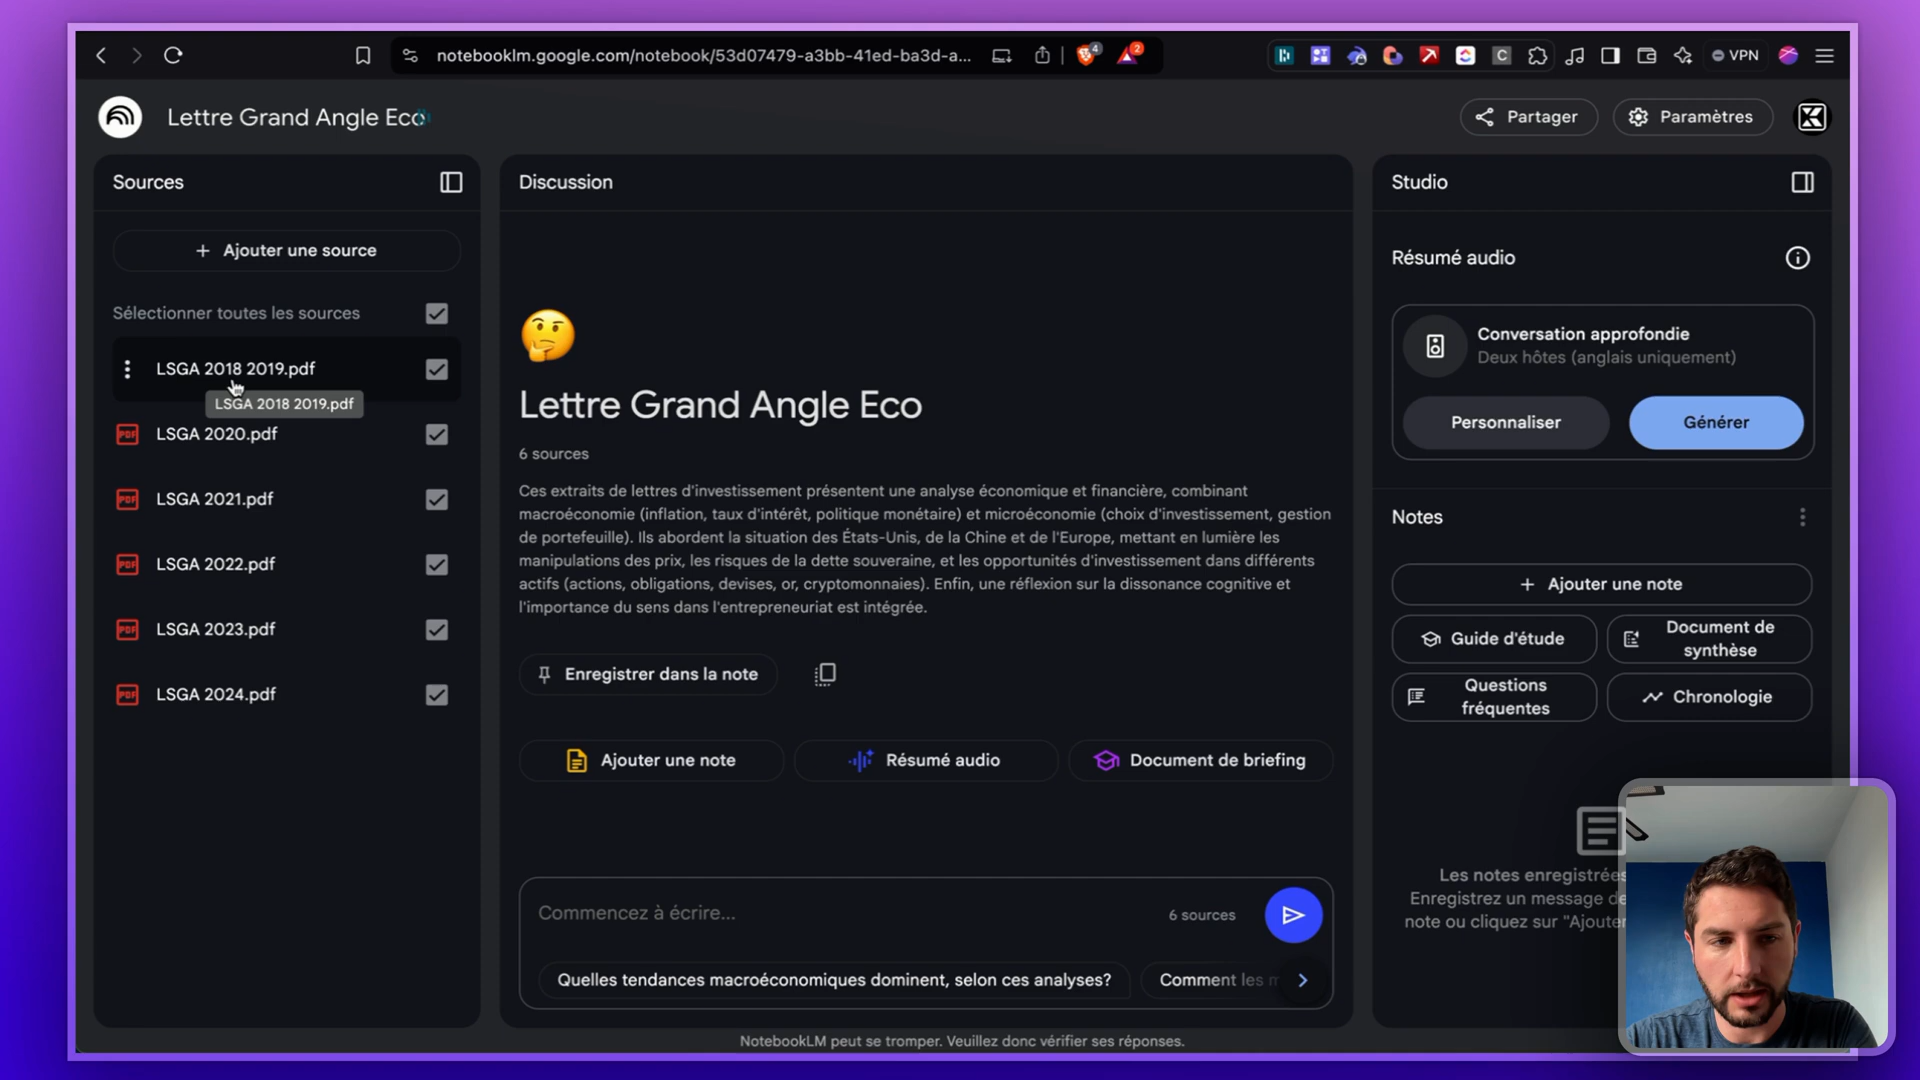 notebooklm.google.com/notebook/53d07479-a3bb-41ed-ba3d-a...
4
2
VPN
Lettre Grand Angle Eco
Partager
Paramètres
Sources
Ajouter une source
Sélectionner toutes les sources
LSGA 2018 2019.pdf
LSGA 2018 2019.pdf
PDF LSGA 2020.pdf
PDF LSGA 2021.pdf
PDF LSGA 2022.pdf
PDF LSGA 2023.pdf
PDF LSGA 2024.pdf
Discussion
Lettre Grand Angle Eco
6 sources
Ces extraits de lettres d'investissement présentent une analyse économique et financière, combinant
macroéconomie (inflation, taux d'intérêt, politique monétaire) et microéconomie (choix d'investissement, gestion
de portefeuille). Ils abordent la situation des États-Unis, de la Chine et de l'Europe, mettant en lumière les
manipulations des prix, les risques de la dette souveraine, et les opportunités d'investissement dans différents
actifs (actions, obligations, devises, or, cryptomonnaies). Enfin, une réflexion sur la dissonance cognitive et
l'importance du sens dans l'entrepreneuriat est intégrée.
Enregistrer dans la note
Ajouter une note
Résumé audio
Document de briefing
Commencez à écrire...
6 sources
Quelles tendances macroéconomiques dominent, selon ces analyses?
Comment les
NotebookLM peut se tromper. Veuillez donc vérifier ses réponses.
Studio
Résumé audio
Conversation approfondie
Deux hôtes (anglais uniquement)
Personnaliser
Générer
Notes
Ajouter une note
Guide d'étude
Document de
synthèse
Questions
fréquentes
Chronologie
Les notes enregistrées
Enregistrez un message
note ou cliquez sur "Ajouter